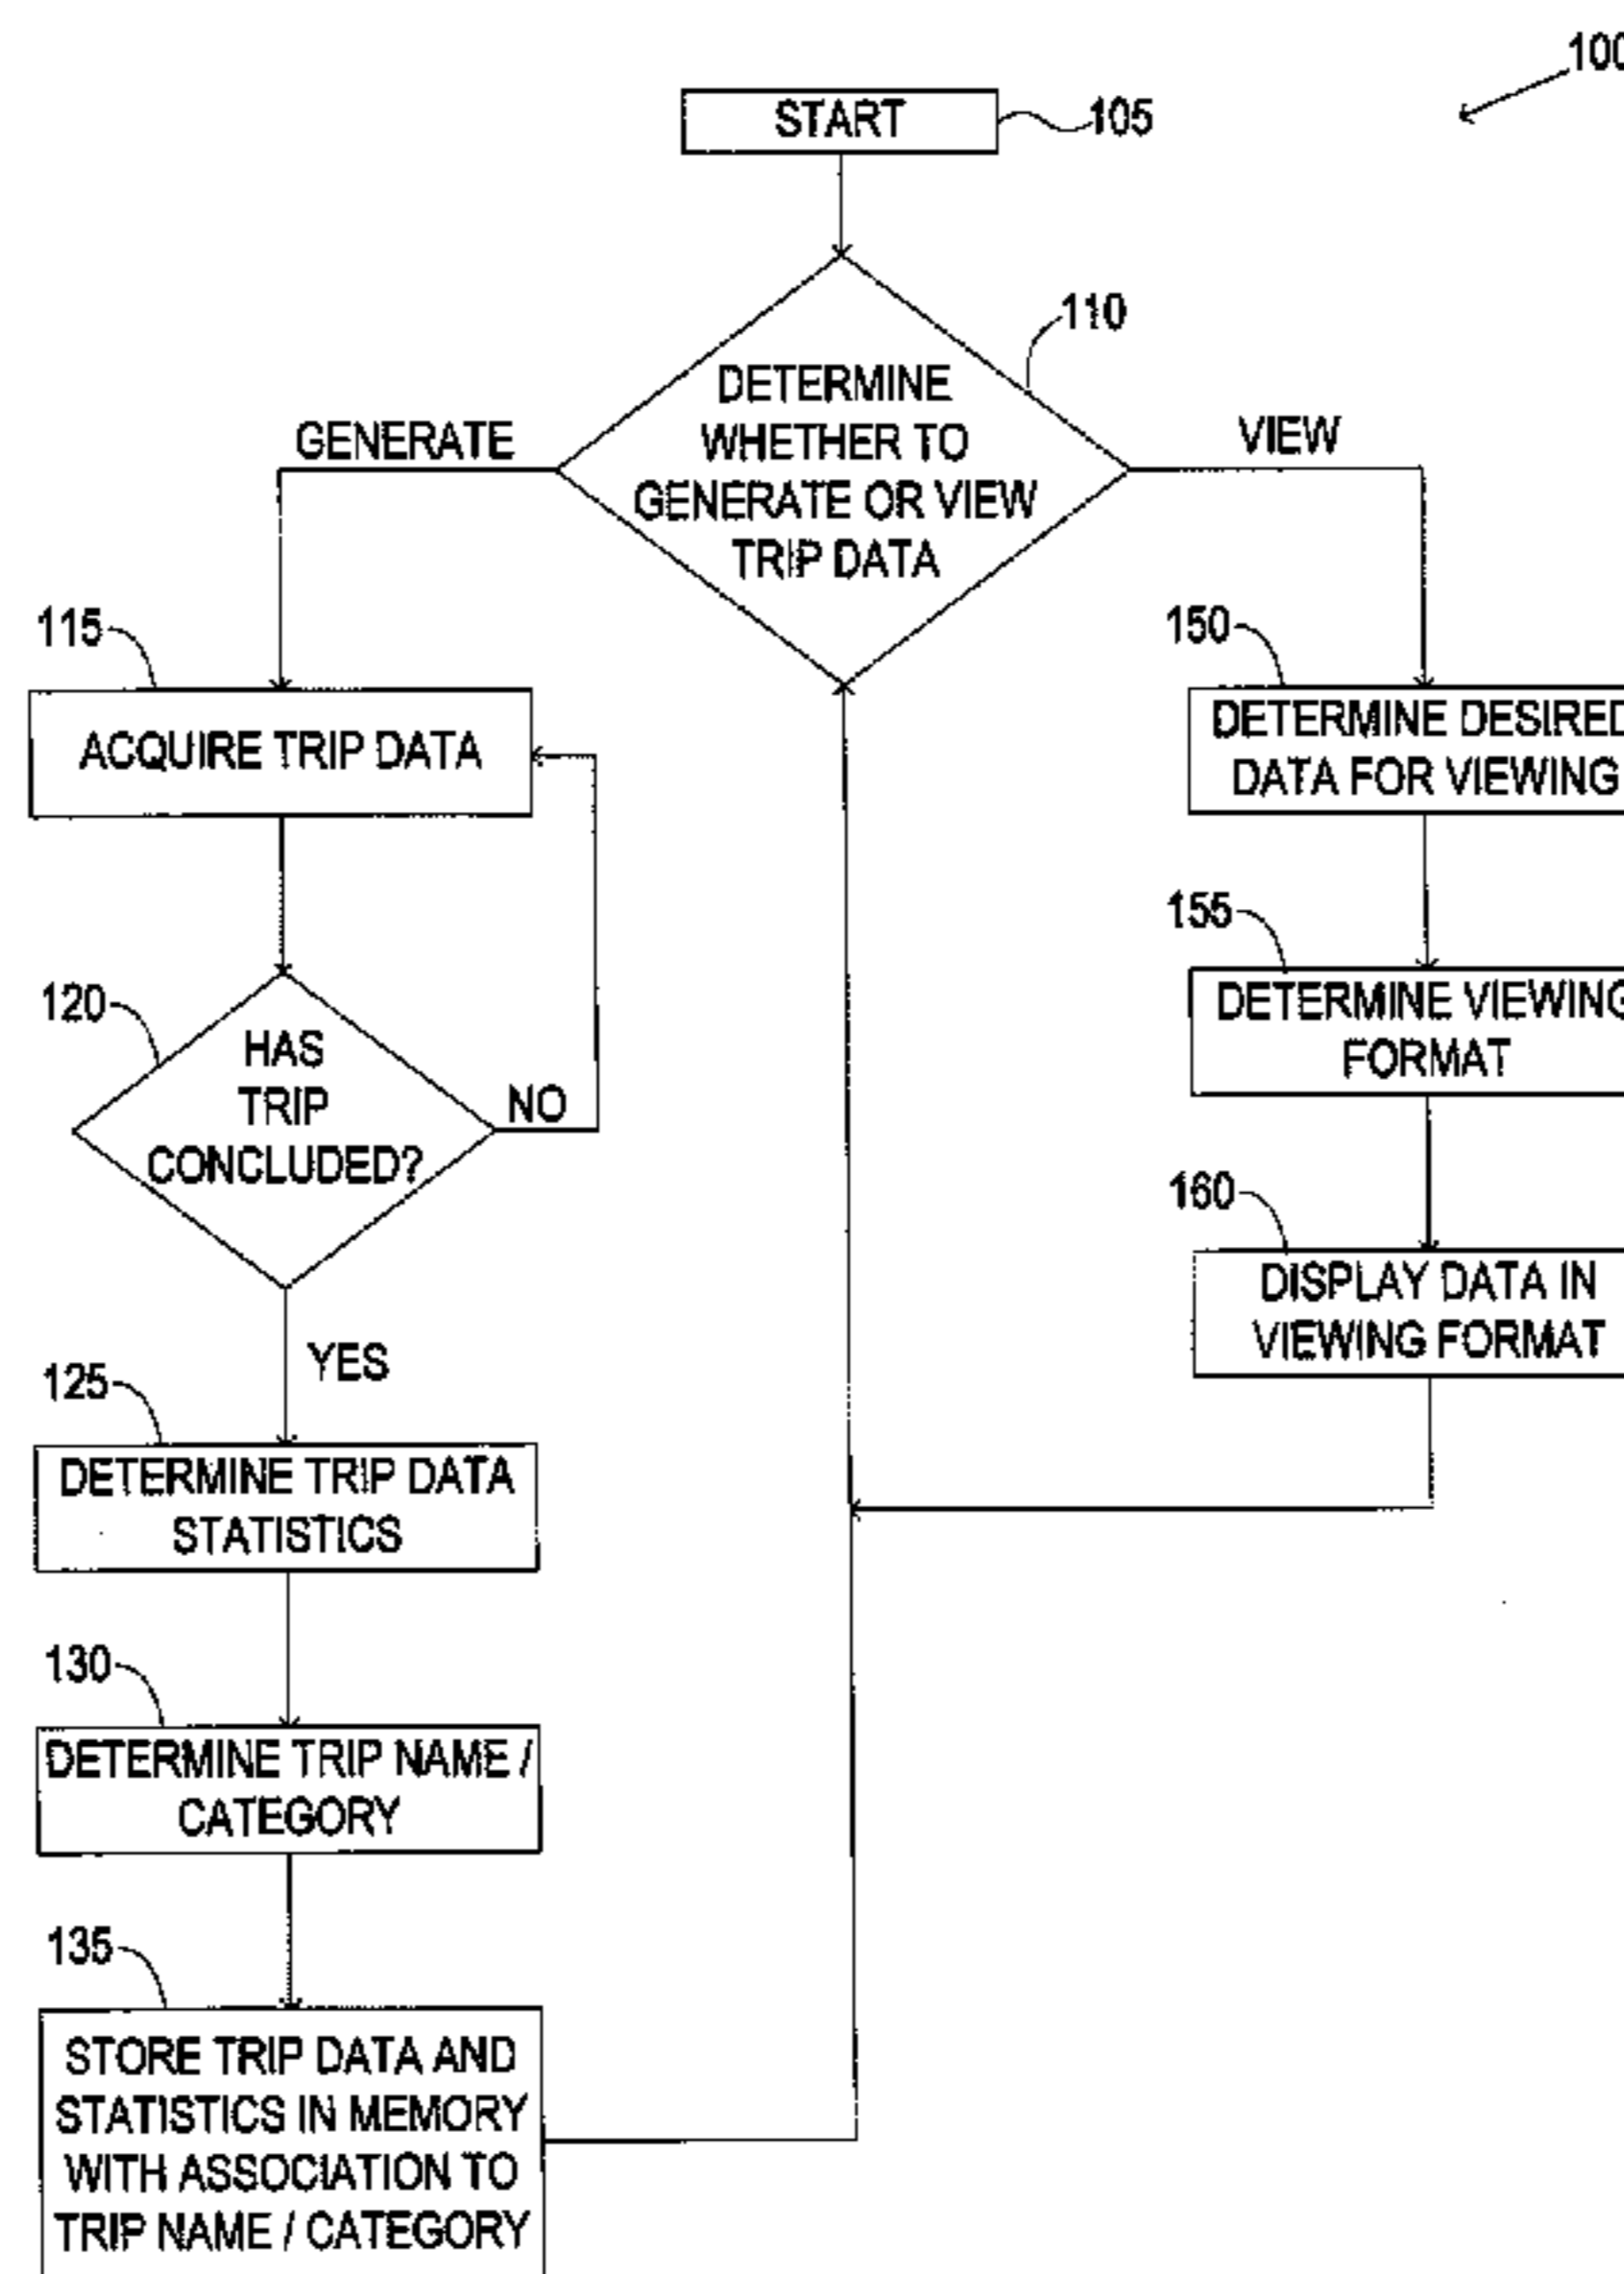 100
START
105
110
DETERMINE
WHETHER TO
GENERATE OR VIEW
TRIP DATA
GENERATE
VIEW
115
ACQUIRE TRIP DATA
120
HAS
TRIP
CONCLUDED?
NO
YES
125
DETERMINE TRIP DATA
STATISTICS
130
DETERMINE TRIP NAME /
CATEGORY
135
STORE TRIP DATA AND
STATISTICS IN MEMORY
WITH ASSOCIATION TO
TRIP NAME / CATEGORY
150
DETERMINE DESIRED
DATA FOR VIEWING
155
DETERMINE VIEWING
FORMAT
160
DISPLAY DATA IN
VIEWING FORMAT